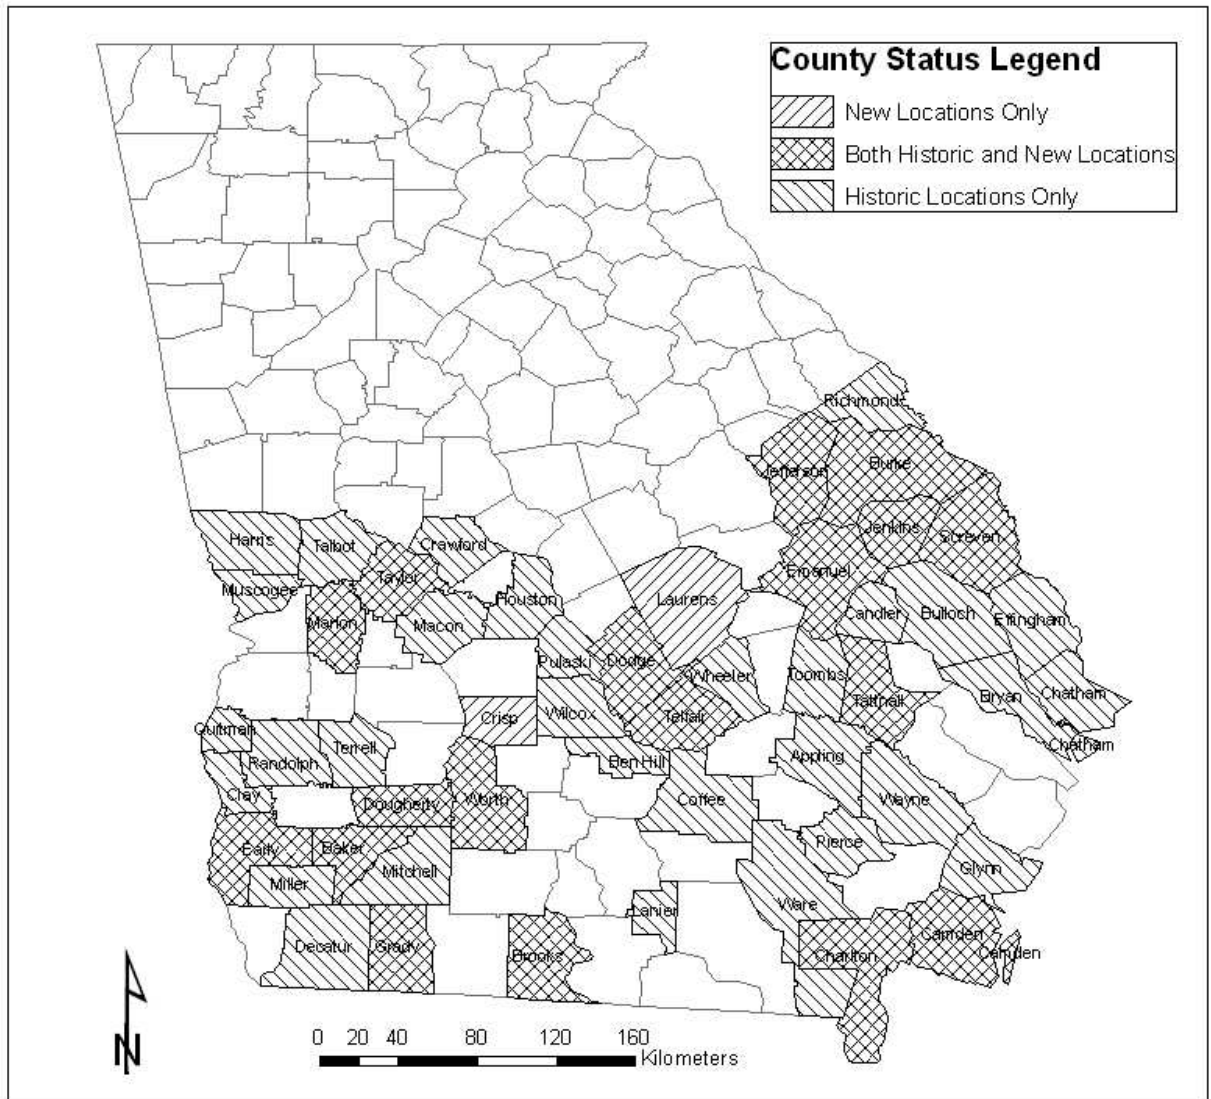 County Status Legend
New Locations Only
Both Historic and New Locations
Historic Locations Only
Richmond
Jefferson
Burke
Jenkins
Screven
Harris
Talbot
Crawford
Emanuel
Muscogee
Taylor
Houston
Laurens
Candler
Bulloch
Effingham
Marion
Macon
Pulaski
Dodge
Wheeler
Toombs
Tattnall
Bryan
Chatham
Crisp
Wilcox
Telfair
Chatham
Quitman
Terrell
Randolph
Ben Hill
Appling
Clay
Dougherty
Worth
Coffee
Wayne
Early
Baker
Pierce
Miller
Mitchell
Glynn
Lanier
Ware
Decatur
Grady
Brooks
Charlton
Camden
Camden
N
0 20 40 80 120 160
Kilometers